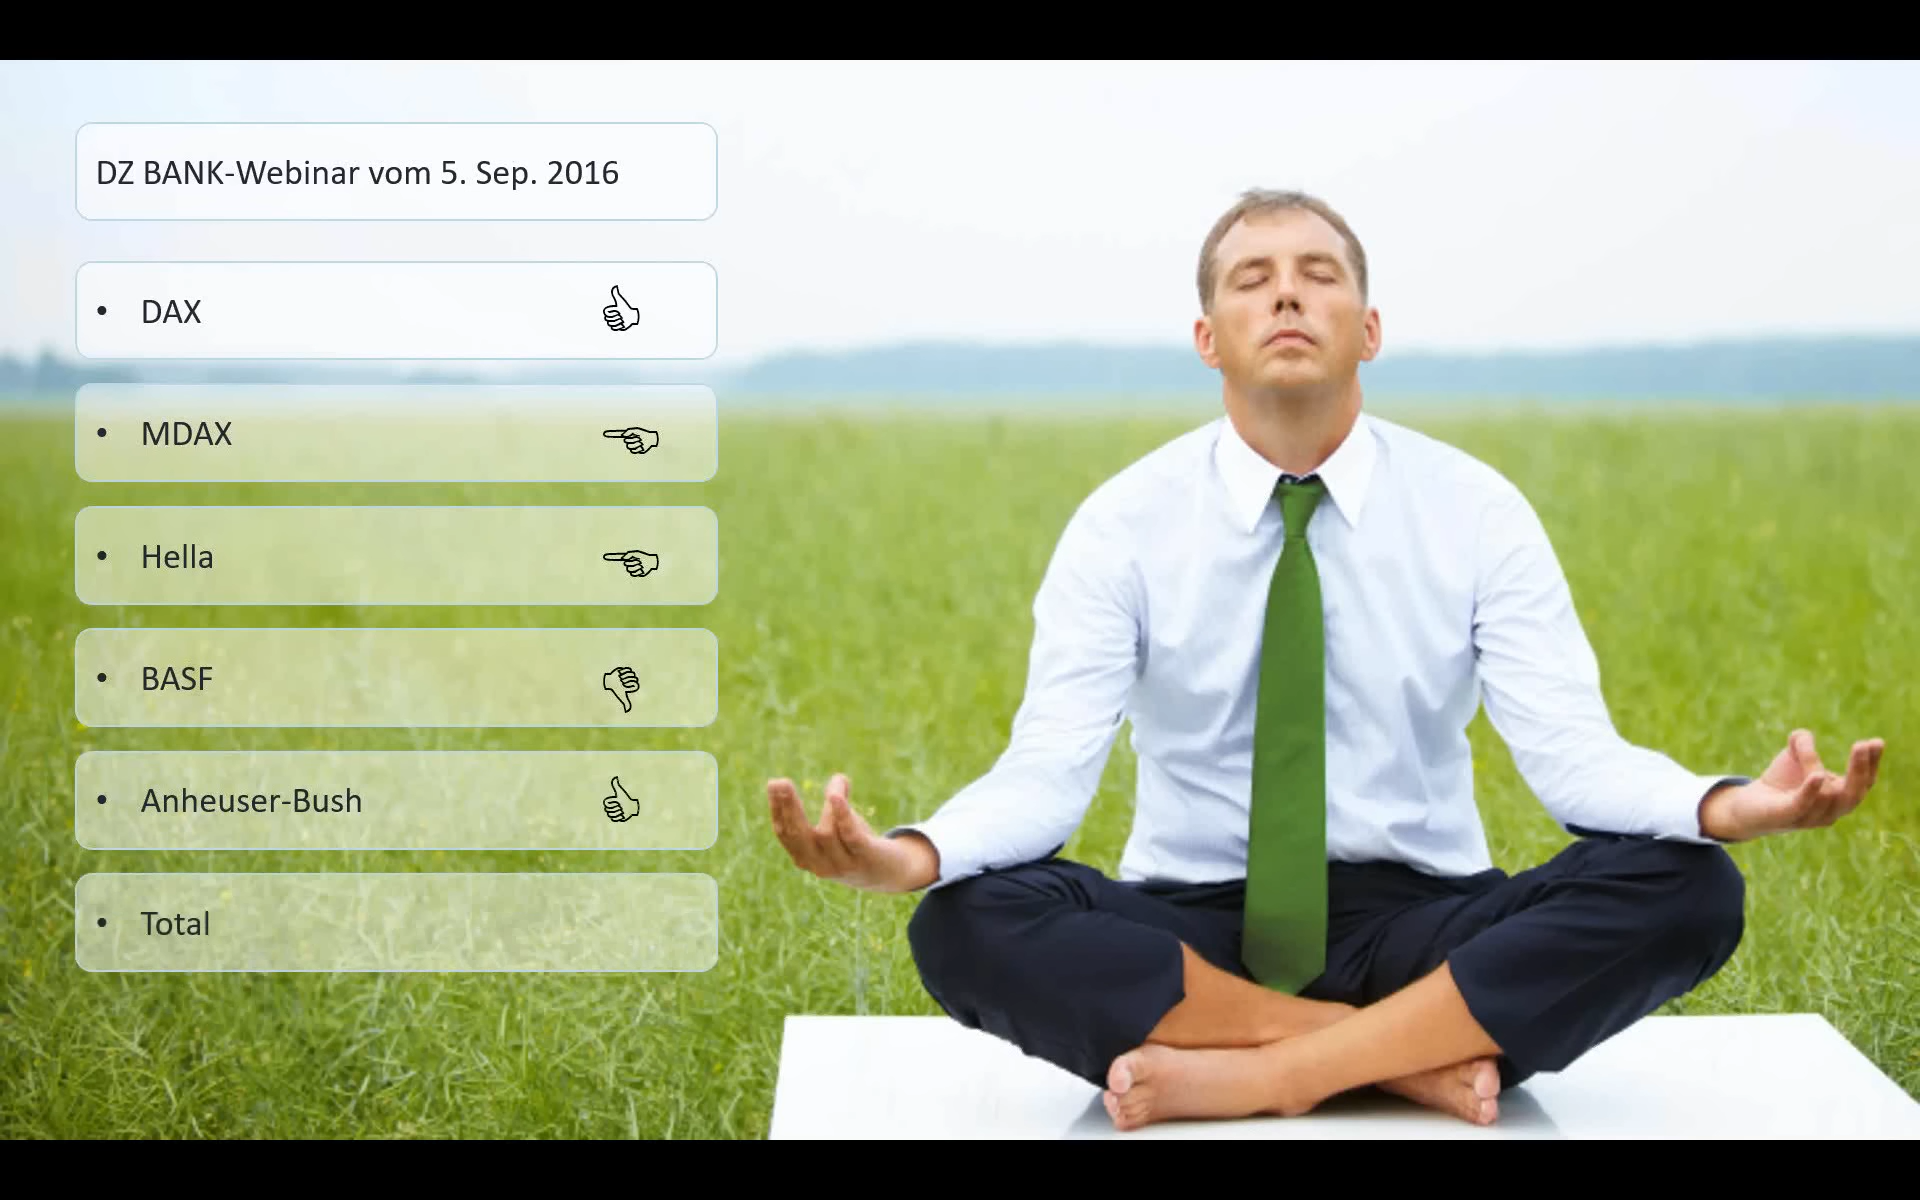 DZ BANK-Webinar vom 5. Sep. 2016
• DAX
• MDAX
• Hella
• BASF
• Anheuser-Bush
• Total